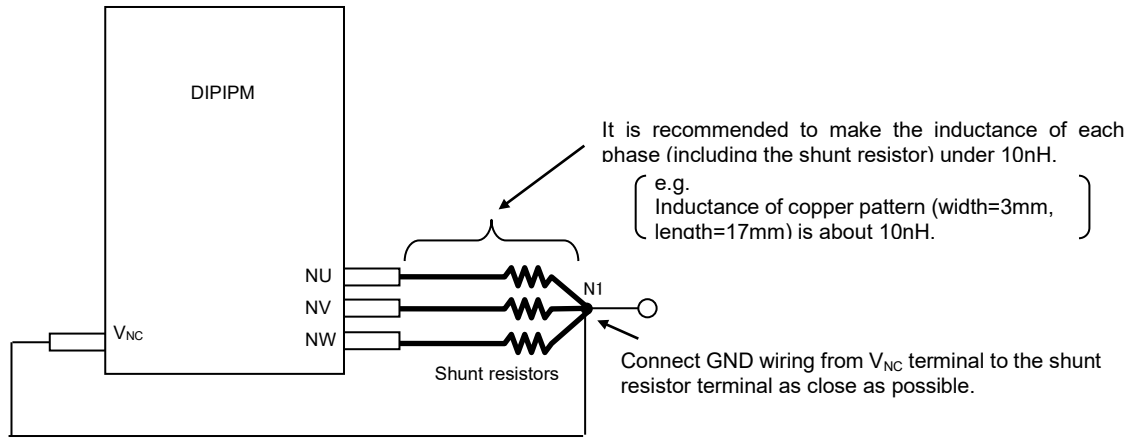 DIPIPM
It is recommended to make the inductance of each
phase (including the shunt resistor) under 10nH.
e.g.
Inductance of copper pattern (width=3mm,
length=17mm) is about 10nH.
NU
N1
NV
VNC
NW
Shunt resistors
Connect GND wiring from VNC terminal to the shunt
resistor terminal as close as possible.